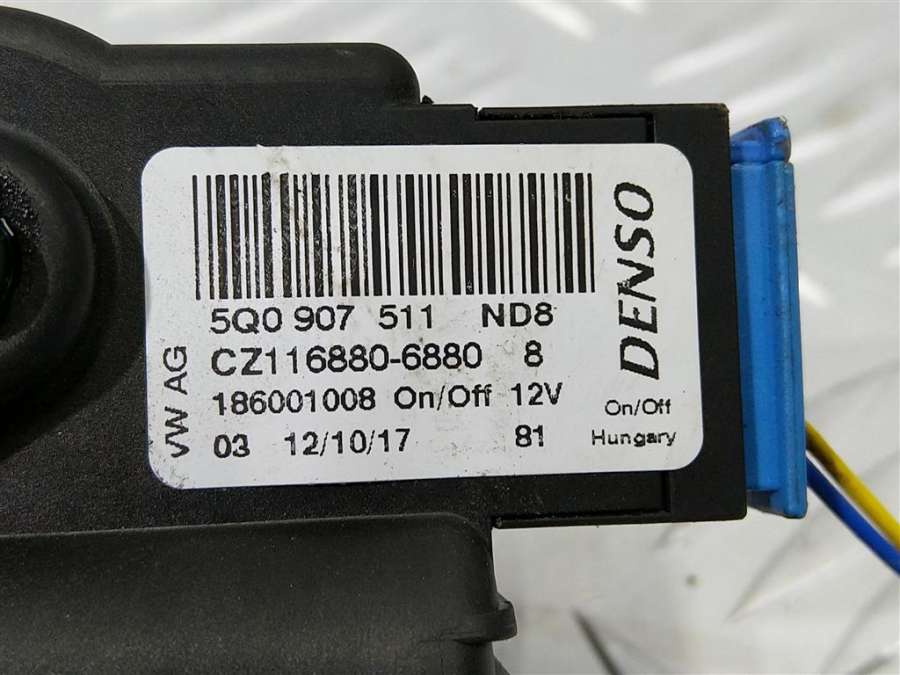 5Q0 907 511 ND8
CZ116880-6880 8
186001008 On/Off 12V
03 12/10/17 81
VW AG
DENSO
On/Off
Hungary